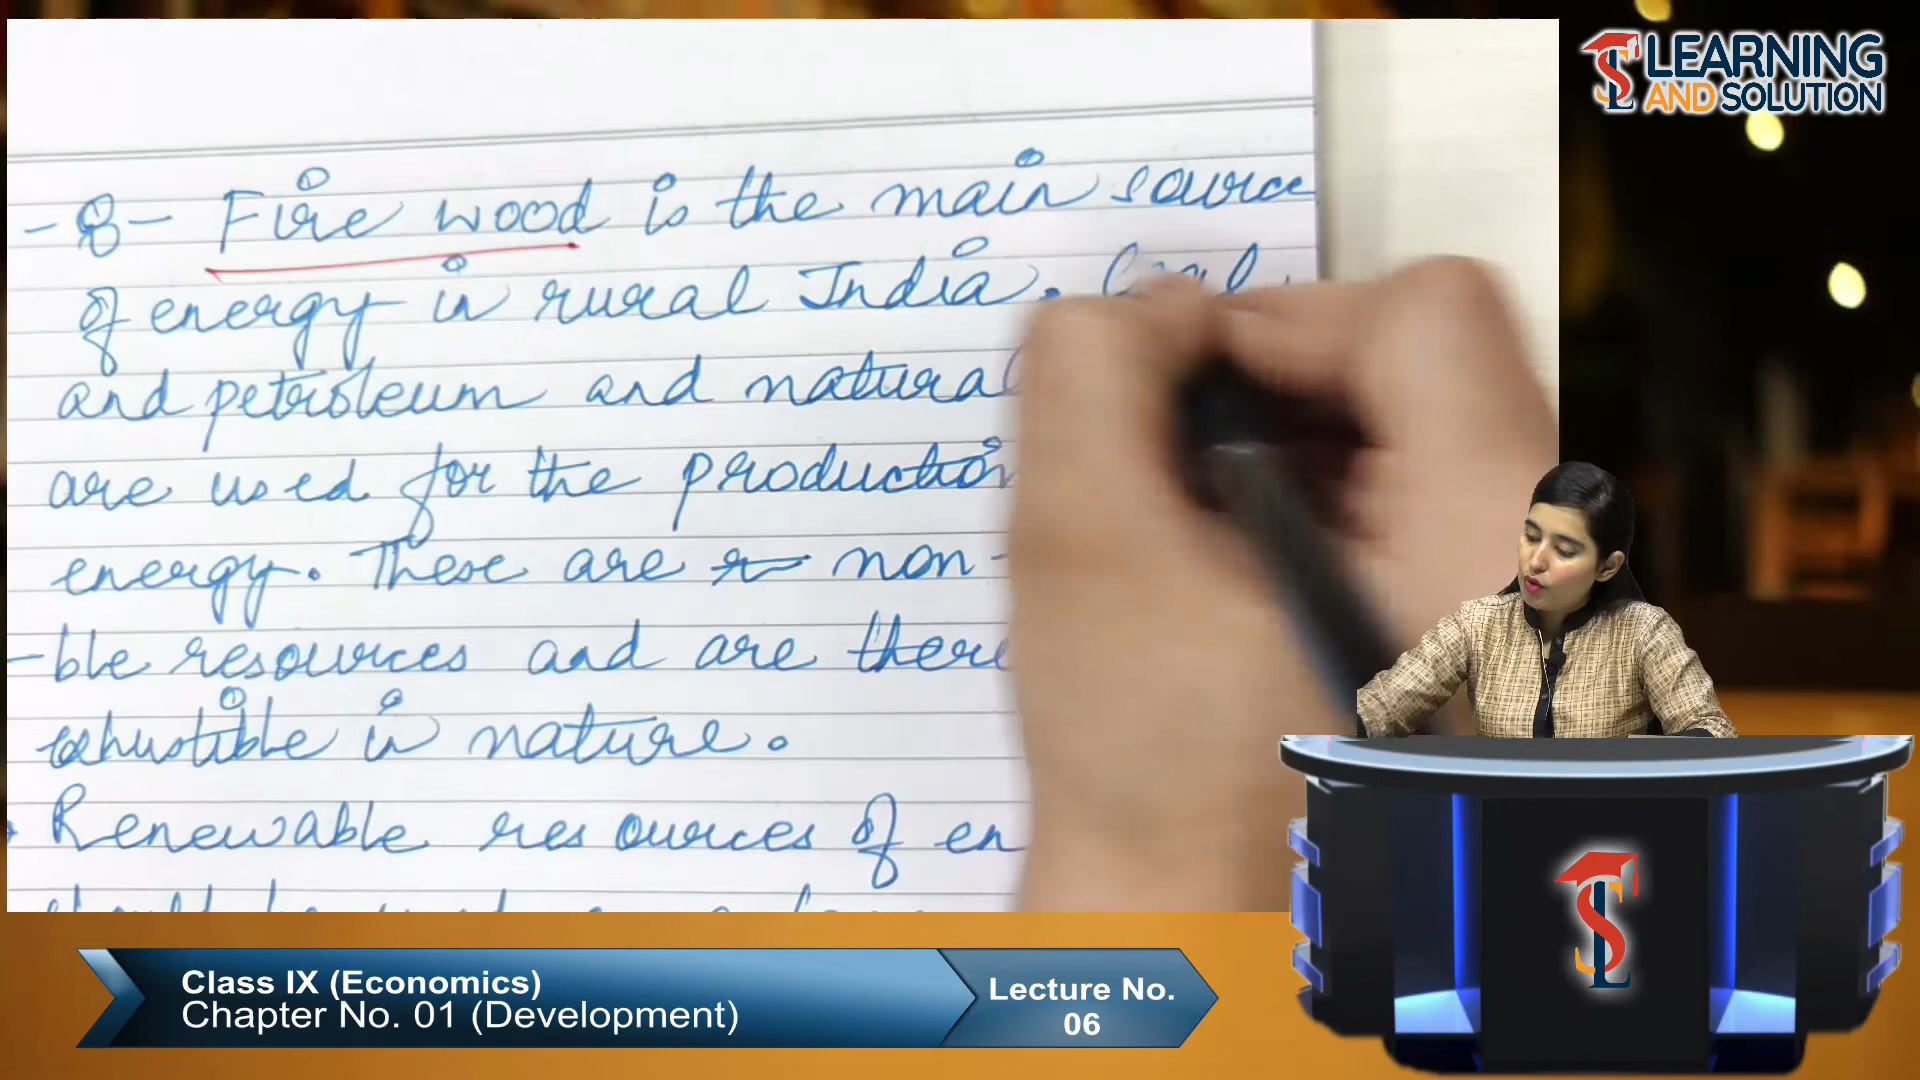 LEARNING
AND SOLUTION
-8- Fire wood is the main source
of energy in rural India. Coal
and petroleum and natural
are used for the production
energy. These are non-
-ble resources and are there
exhustible in nature.
Renewable resources of en
Class IX (Economics)
Chapter No. 01 (Development)
Lecture No.
06